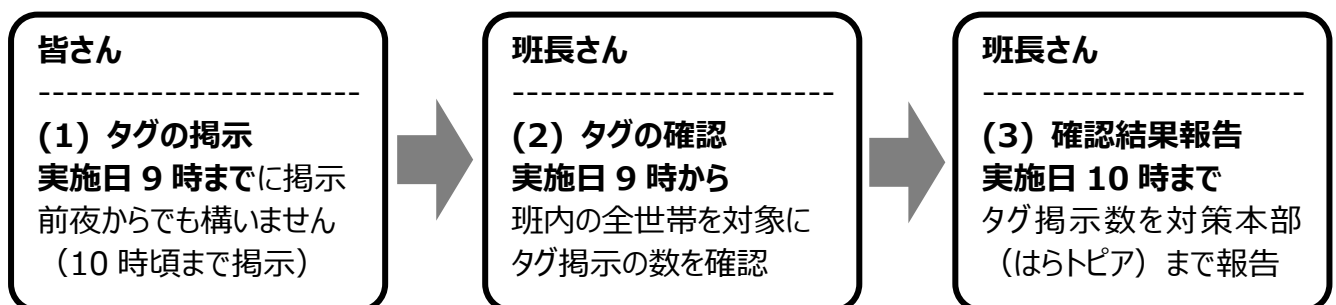 皆さん
-----------------------
(1) タグの掲示
実施日 9 時までに掲示
前夜からでも構いません
（10 時頃まで掲示）
班長さん
-----------------------
(2) タグの確認
実施日 9 時から
班内の全世帯を対象に
タグ掲示の数を確認
班長さん
-----------------------
(3) 確認結果報告
実施日 10 時まで
タグ掲示数を対策本部
（はらトピア）まで報告